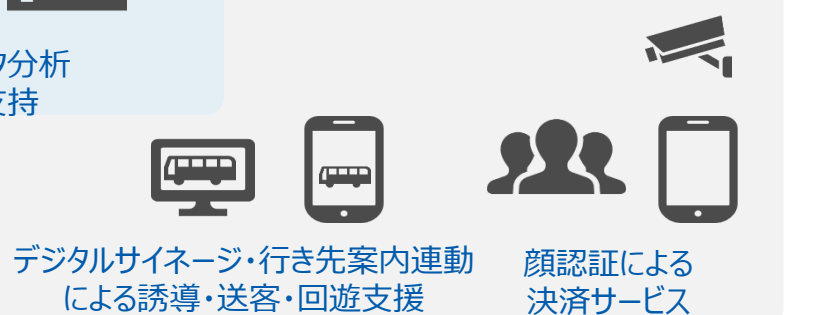 分析
持
デジタルサイネージ・行き先案内連動
による誘導・送客・回遊支援
顔認証による
決済サービス